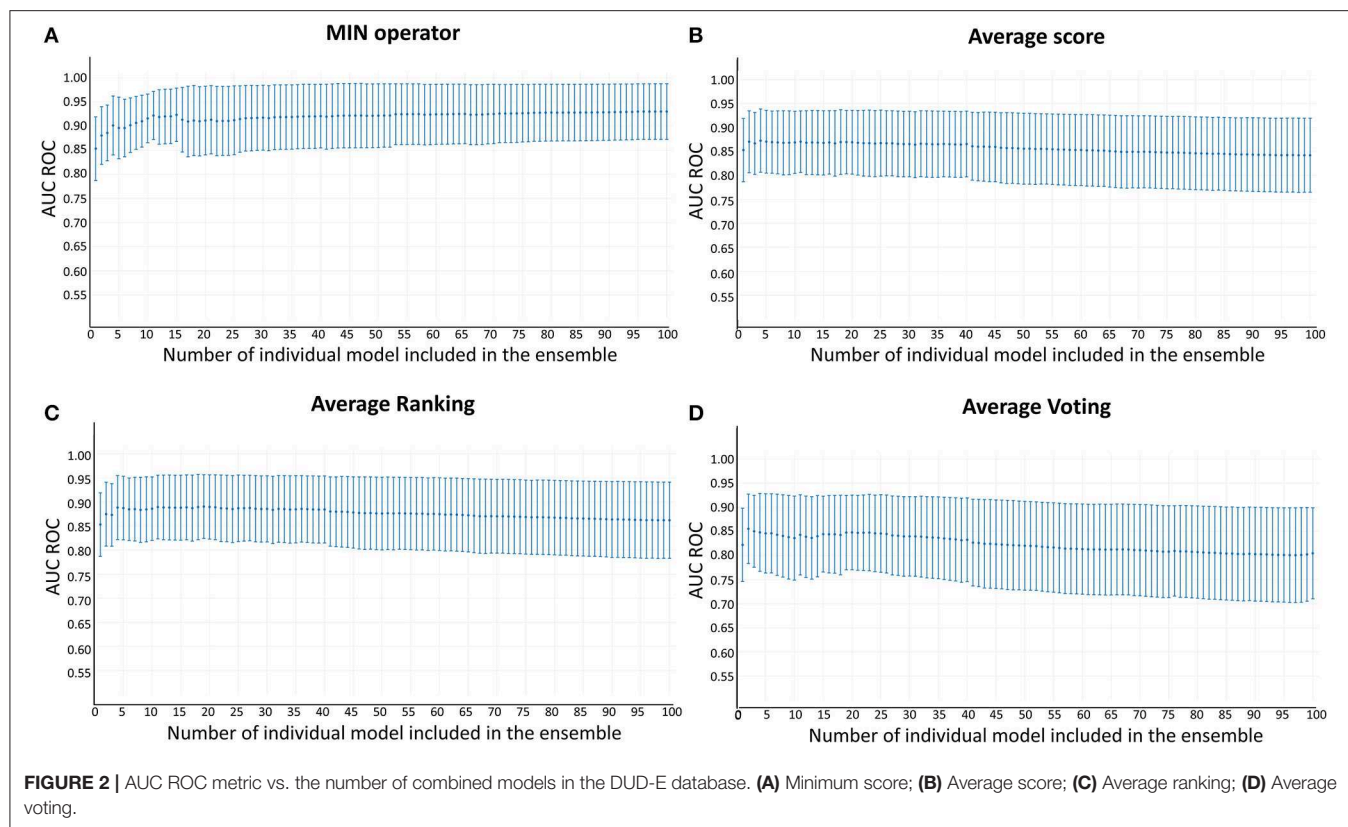 A
MIN operator
1.00
0.95
0.90
0.85
0.80
0.75
0.70
0.65
0.60
0.55
AUC ROC
0 5 10 15 20 25 30 35 40 45 50 55 60 65 70 75 80 85 90 95 100
Number of individual model included in the ensemble
B
Average score
1.00
0.95
0.90
0.85
0.80
0.75
0.70
0.65
0.60
0.55
AUC ROC
0 5 10 15 20 25 30 35 40 45 50 55 60 65 70 75 80 85 90 95 100
Number of individual model included in the ensemble
C
Average Ranking
1.00
0.95
0.90
0.85
0.80
0.75
0.70
0.65
0.60
0.55
AUC ROC
0 5 10 15 20 25 30 35 40 45 50 55 60 65 70 75 80 85 90 95 100
Number of individual model included in the ensemble
D
Average Voting
1.00
0.95
0.90
0.85
0.80
0.75
0.70
0.65
0.60
0.55
AUC ROC
0 5 10 15 20 25 30 35 40 45 50 55 60 65 70 75 80 85 90 95 100
Number of individual model included in the ensemble
FIGURE 2 | AUC ROC metric vs. the number of combined models in the DUD-E database. (A) Minimum score; (B) Average score; (C) Average ranking; (D) Average
voting.